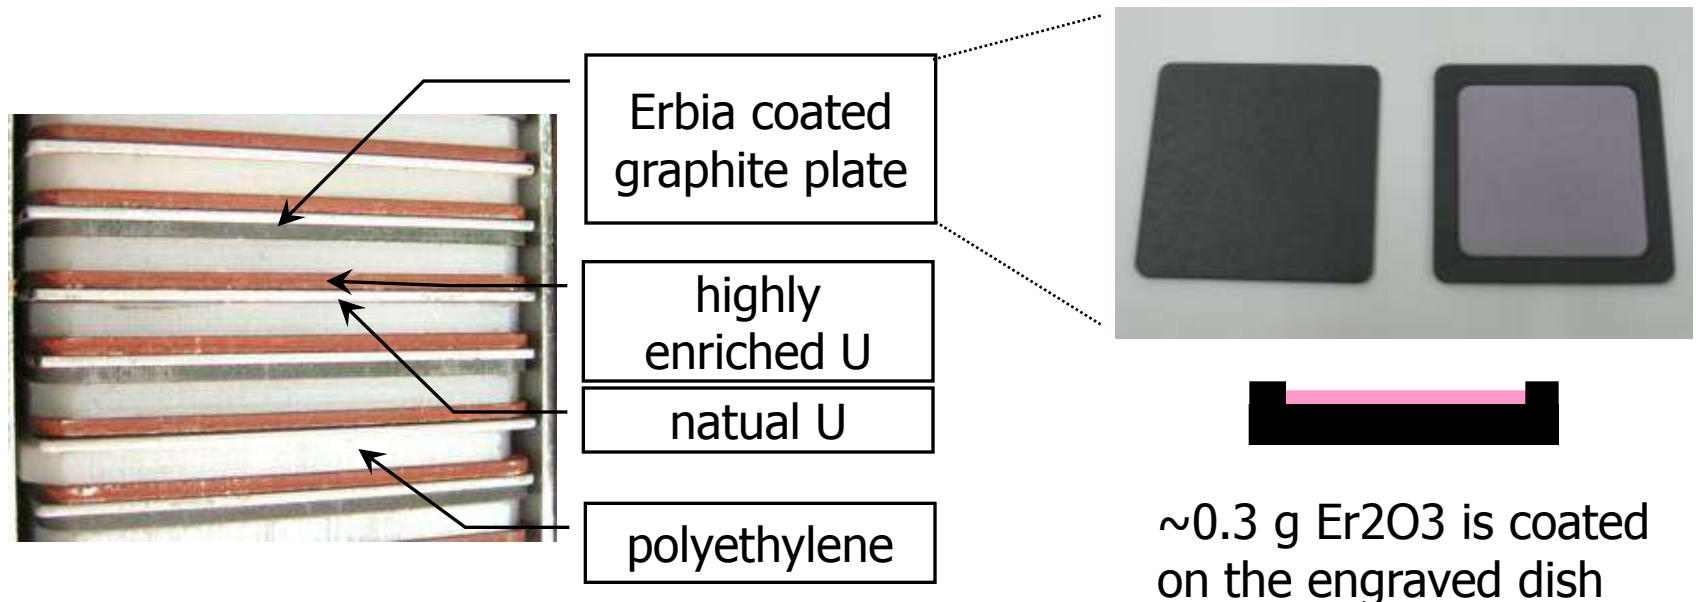 Erbia coated
graphite plate
highly
enriched U
natual U
polyethylene
~0.3 g Er2O3 is coated
on the engraved dish